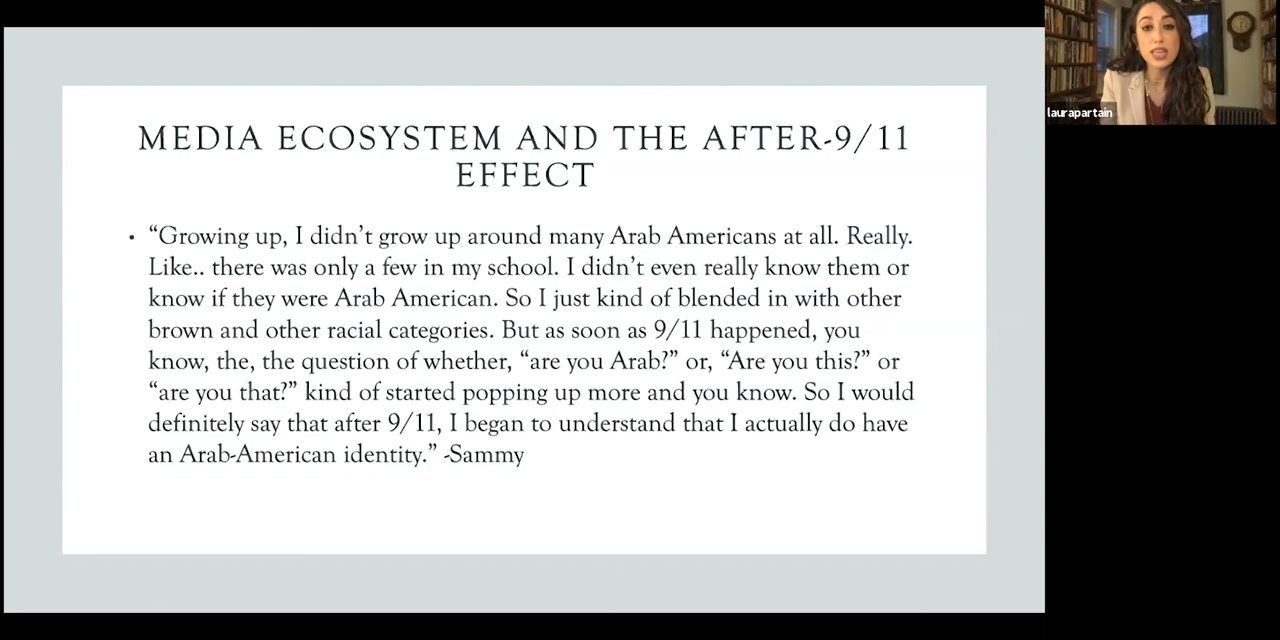 MEDIA ECOSYSTEM AND THE AFTER-9/11
EFFECT
• “Growing up, I didn’t grow up around many Arab Americans at all. Really.
Like.. there was only a few in my school. I didn’t even really know them or
know if they were Arab American. So I just kind of blended in with other
brown and other racial categories. But as soon as 9/11 happened, you
know, the, the question of whether, “are you Arab?” or, “Are you this?” or
“are you that?” kind of started popping up more and you know. So I would
definitely say that after 9/11, I began to understand that I actually do have
an Arab-American identity.” -Sammy
laurapartain